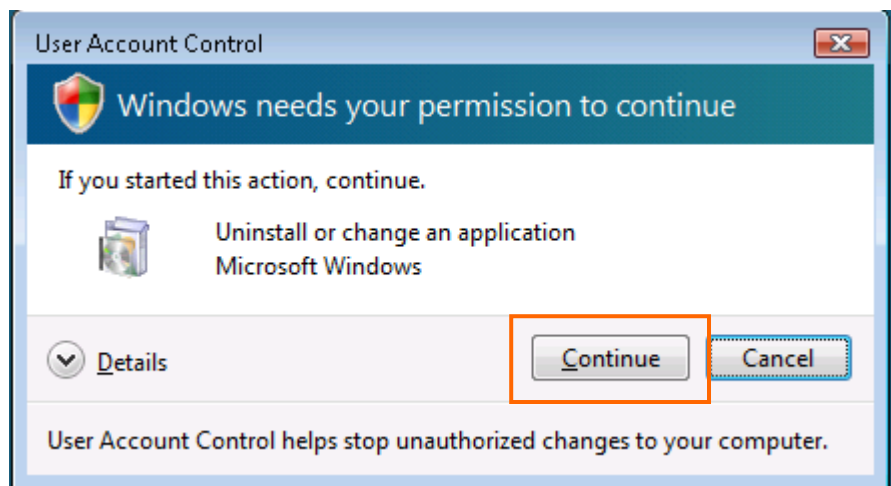 User Account Control
Windows needs your permission to continue
If you started this action, continue.
Uninstall or change an application
Microsoft Windows
Details
Continue
Cancel
User Account Control helps stop unauthorized changes to your computer.